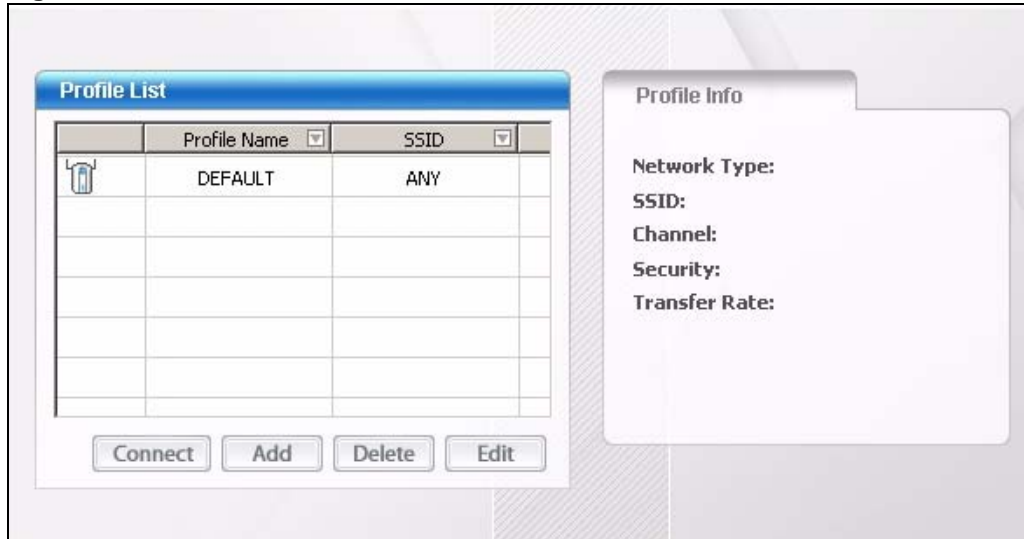 Profile List
Profile Name SSID
DEFAULT ANY
Connect Add Delete Edit
Profile Info
Network Type:
SSID:
Channel:
Security:
Transfer Rate: